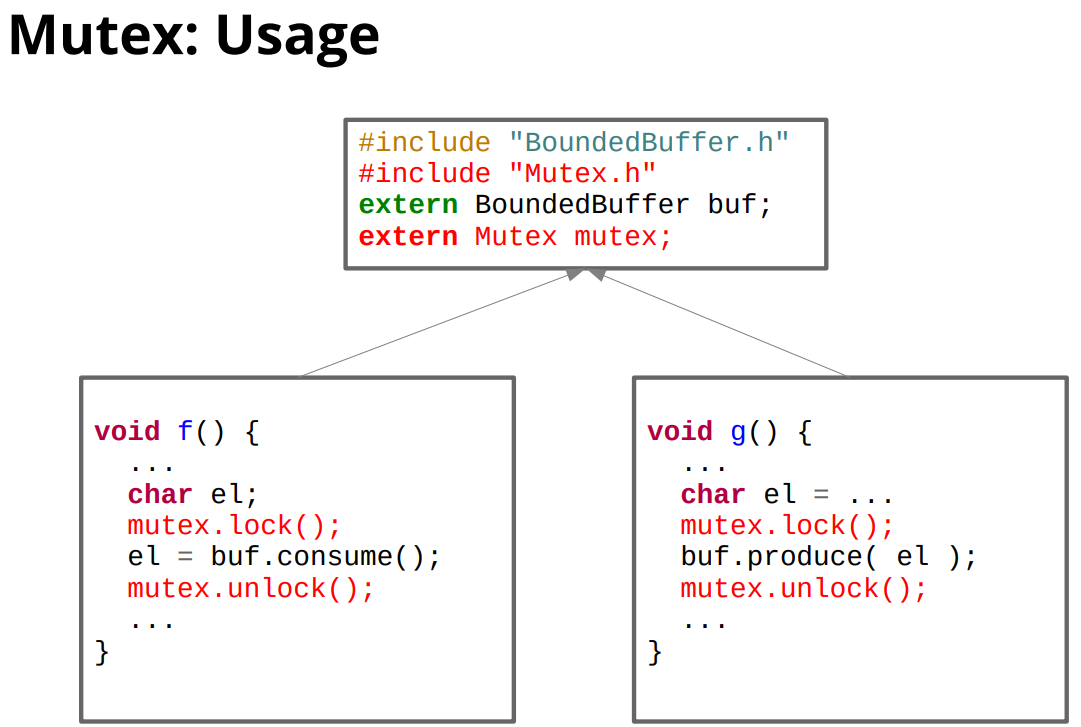 Mutex: Usage
#include "BoundedBuffer.h"
#include "Mutex.h"
extern BoundedBuffer buf;
extern Mutex mutex;
void f() {
...
char el;
mutex.lock();
el = buf.consume();
mutex.unlock();
...
}
void g() {
...
char el = ...
mutex.lock();
buf.produce( el );
mutex.unlock();
...
}